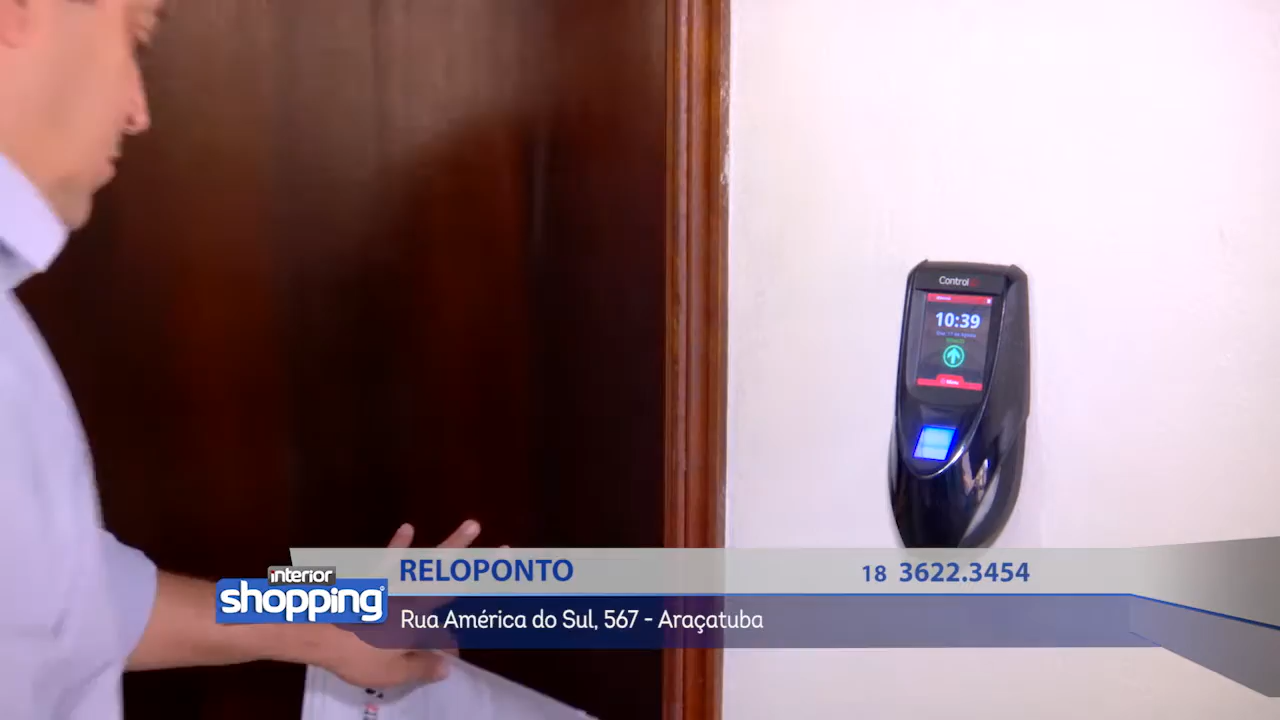 Control
10:39
interior
shopping
RELOPONTO
18 3622.3454
Rua América do Sul, 567 - Araçatuba